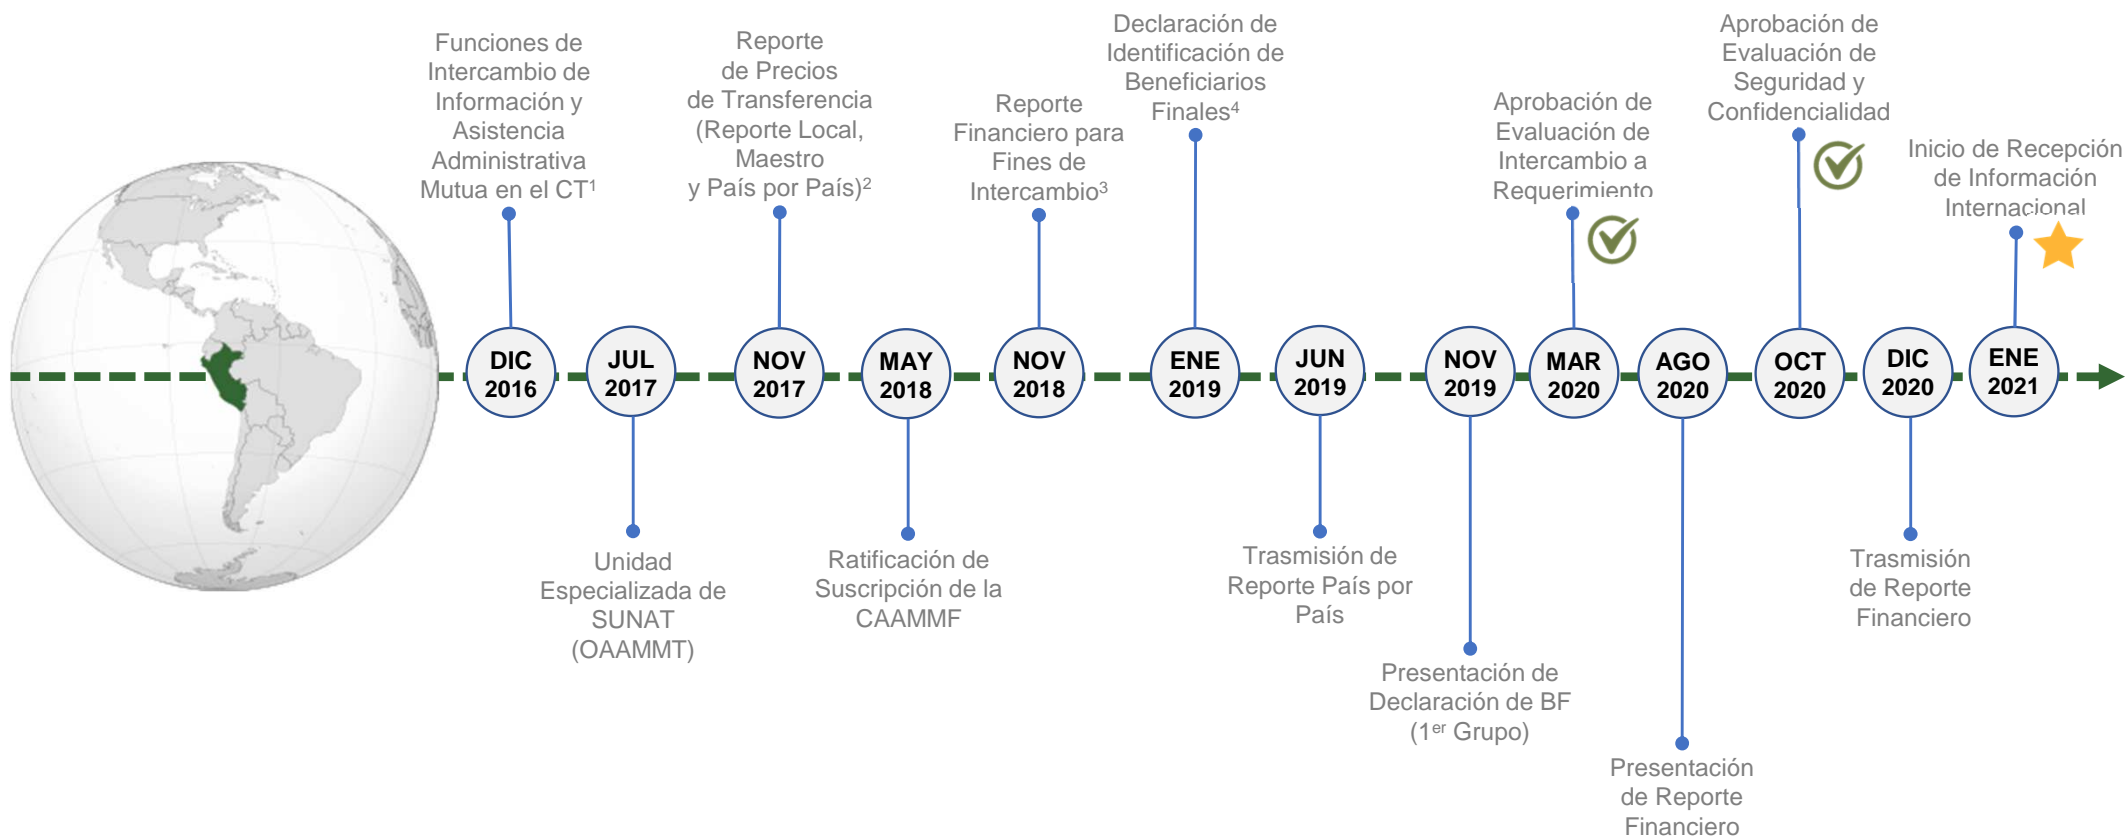 Funciones de
Intercambio de
Información y
Asistencia
Administrativa
Mutua en el CT¹
Reporte
de Precios
de Transferencia
(Reporte Local,
Maestro
y País por País)²
Reporte
Financiero para
Fines de
Intercambio³
Declaración de
Identificación de
Beneficiarios
Finales⁴
Aprobación de
Evaluación de
Intercambio a
Requerimiento
Aprobación de
Evaluación de
Seguridad y
Confidencialidad
Inicio de Recepción
de Información
Internacional
DIC
2016
JUL
2017
NOV
2017
MAY
2018
NOV
2018
ENE
2019
JUN
2019
NOV
2019
MAR
2020
AGO
2020
OCT
2020
DIC
2020
ENE
2021
Unidad
Especializada de
SUNAT
(OAAMMT)
Ratificación de
Suscripción de la
CAAMMF
Trasmisión de
Reporte País por
País
Presentación de
Declaración de BF
(1ᵉʳ Grupo)
Presentación
de Reporte
Financiero
Trasmisión
de Reporte
Financiero